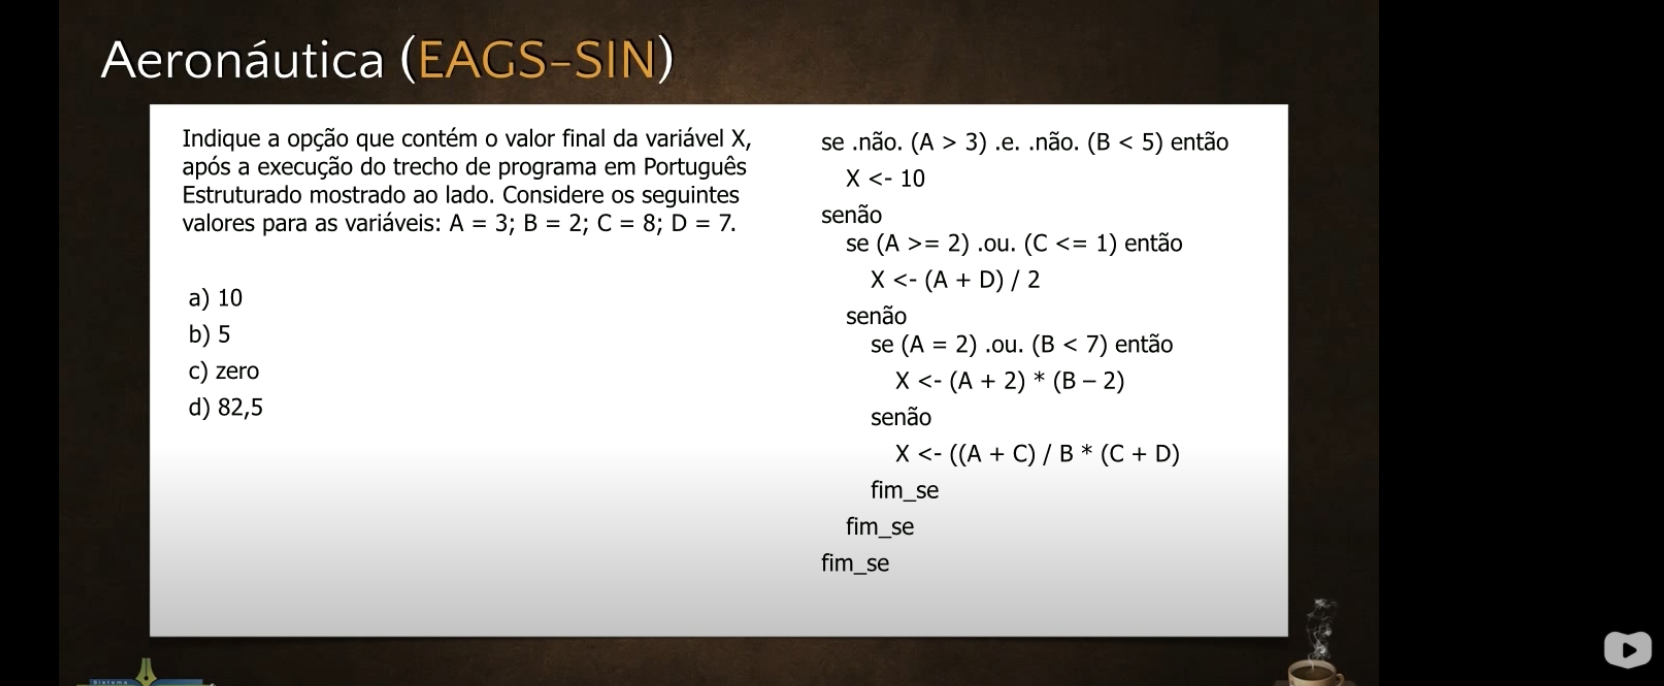 Aeronáutica (EAGS-SIN)
Indique a opção que contém o valor final da variável X,
após a execução do trecho de programa em Português
Estruturado mostrado ao lado. Considere os seguintes
valores para as variáveis: A = 3; B = 2; C = 8; D = 7.
a) 10
b) 5
c) zero
d) 82,5
se .não. (A > 3) .e. .não. (B < 5) então
X <- 10
senão
se (A >= 2) .ou. (C <= 1) então
X <- (A + D) / 2
senão
se (A = 2) .ou. (B < 7) então
X <- (A + 2) * (B – 2)
senão
X <- ((A + C) / B * (C + D)
fim_se
fim_se
fim_se
Sistema